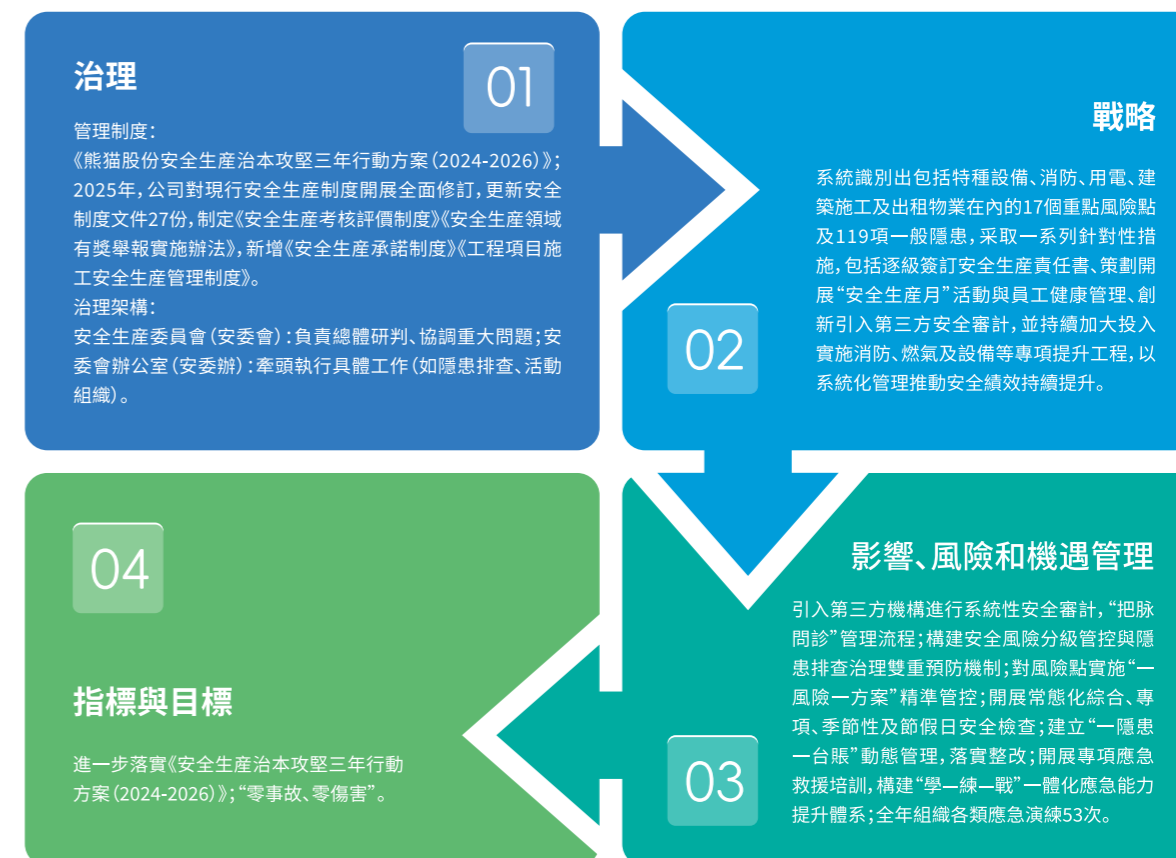 治理
01
管理制度：
《熊猫股份安全生産治本攻堅三年行動方案（2024-2026）》；
2025年，公司對現行安全生産制度開展全面修訂，更新安全
制度文件27份，制定《安全生産考核評價制度》《安全生産領域
有獎舉報實施辦法》，新增《安全生産承諾制度》《工程項目施
工安全生産管理制度》。
治理架構：
安全生産委員會（安委會）：負責總體研判、協調重大問題；安
委會辦公室（安委辦）：牽頭執行具體工作（如隱患排查、活動
組織）。
戰略
系統識別出包括特種設備、消防、用電、建
築施工及出租物業在內的17個重點風險點
及119項一般隱患，采取一系列針對性措
施，包括逐級簽訂安全生産責任書、策劃開
展“安全生産月”活動與員工健康管理、創
新引入第三方安全審計，並持續加大投入
實施消防、燃氣及設備等專項提升工程，以
系統化管理推動安全績效持續提升。
02
影響、風險和機遇管理
引入第三方機構進行系統性安全審計，“把脉
問診”管理流程；構建安全風險分級管控與隱
患排查治理雙重預防機制；對風險點實施“一
風險一方案”精準管控；開展常態化綜合、專
項、季節性及節假日安全檢查；建立“一隱患
一台賬”動態管理，落實整改；開展專項應急
救援培訓，構建“學—練—戰”一體化應急能力
提升體系；全年組織各類應急演練53次。
03
04
指標與目標
進一步落實《安全生産治本攻堅三年行動
方案（2024-2026）》；“零事故、零傷害”。